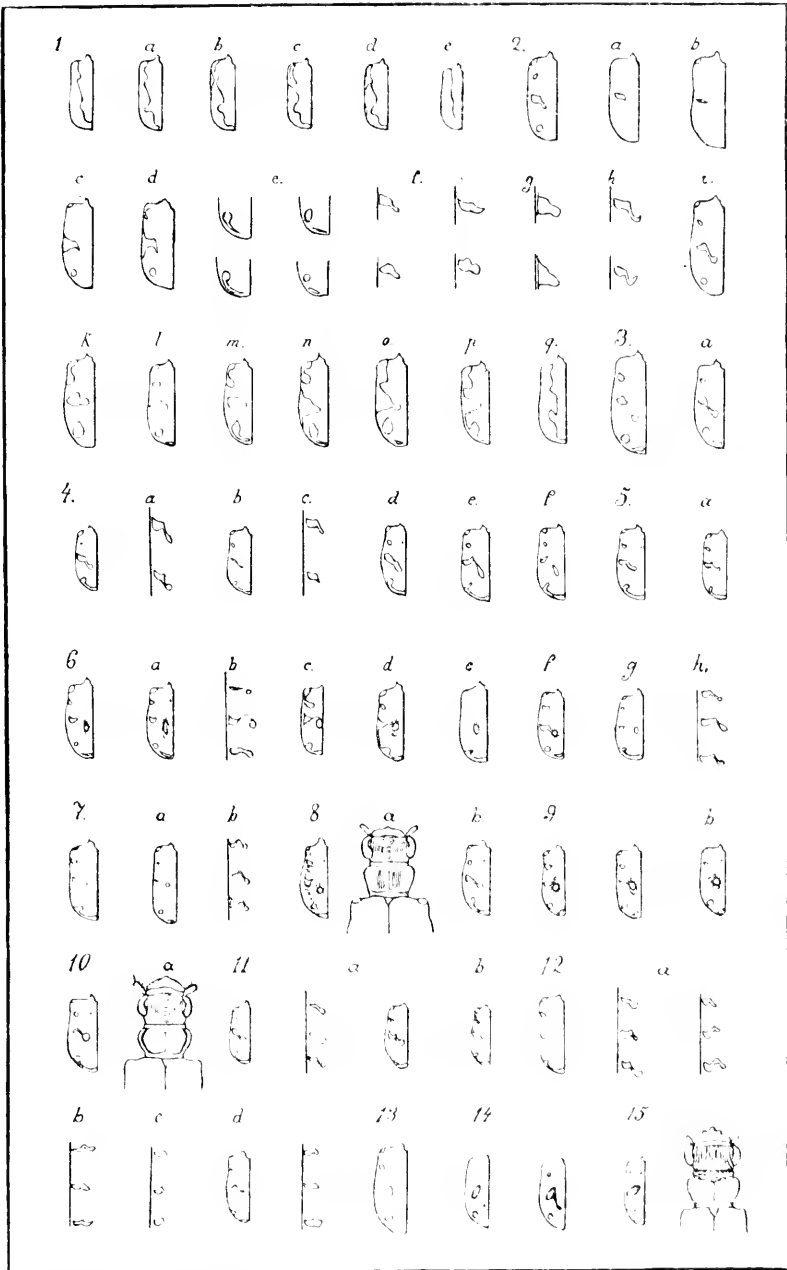 1 a b c d e 2. a b
c d e. f. g. h i.
k l m. n o. p q. 3. a
4. a b c. d e. f 5. a
6 a b c. d e f g h.
7. a b 8 a b 9 b
10 a 11 a b 12 a
b c d 13 14 15